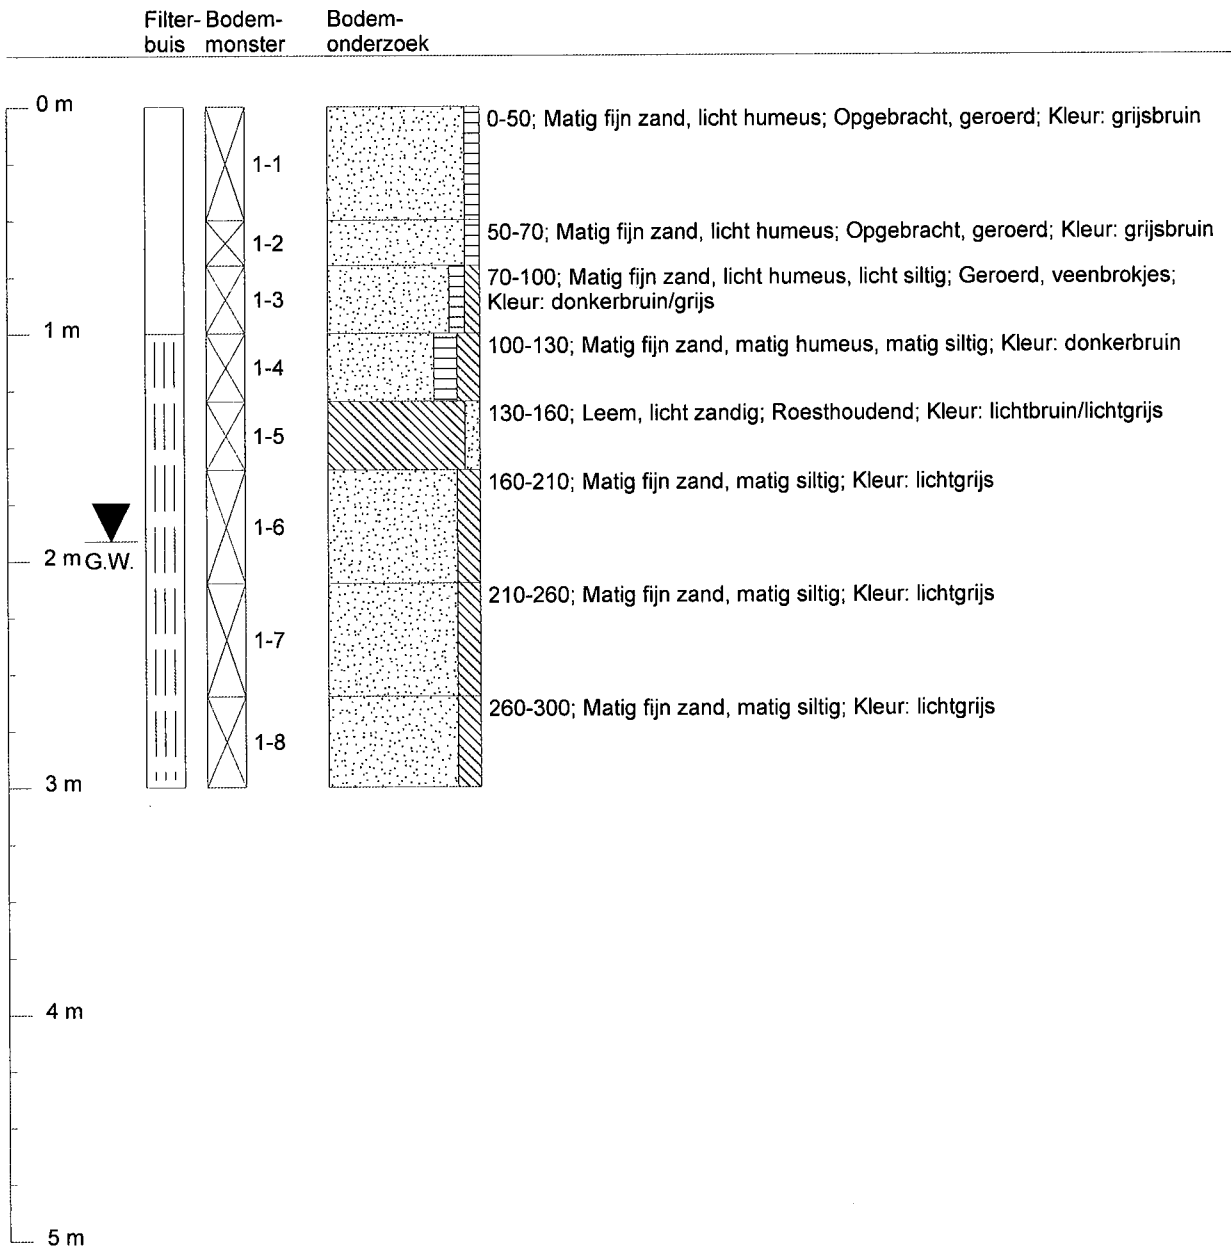 Filter- Bodem- Bodem-
buis monster onderzoek
0 m
0-50; Matig fijn zand, licht humeus; Opgebracht, geroerd; Kleur: grijsbruin
1-1
50-70; Matig fijn zand, licht humeus; Opgebracht, geroerd; Kleur: grijsbruin
1-2
70-100; Matig fijn zand, licht humeus, licht siltig; Geroerd, veenbrokjes;
Kleur: donkerbruin/grijs
1-3
1 m
100-130; Matig fijn zand, matig humeus, matig siltig; Kleur: donkerbruin
1-4
130-160; Leem, licht zandig; Roesthoudend; Kleur: lichtbruin/lichtgrijs
1-5
160-210; Matig fijn zand, matig siltig; Kleur: lichtgrijs
1-6
2 m G.W.
210-260; Matig fijn zand, matig siltig; Kleur: lichtgrijs
1-7
260-300; Matig fijn zand, matig siltig; Kleur: lichtgrijs
1-8
3 m
4 m
5 m